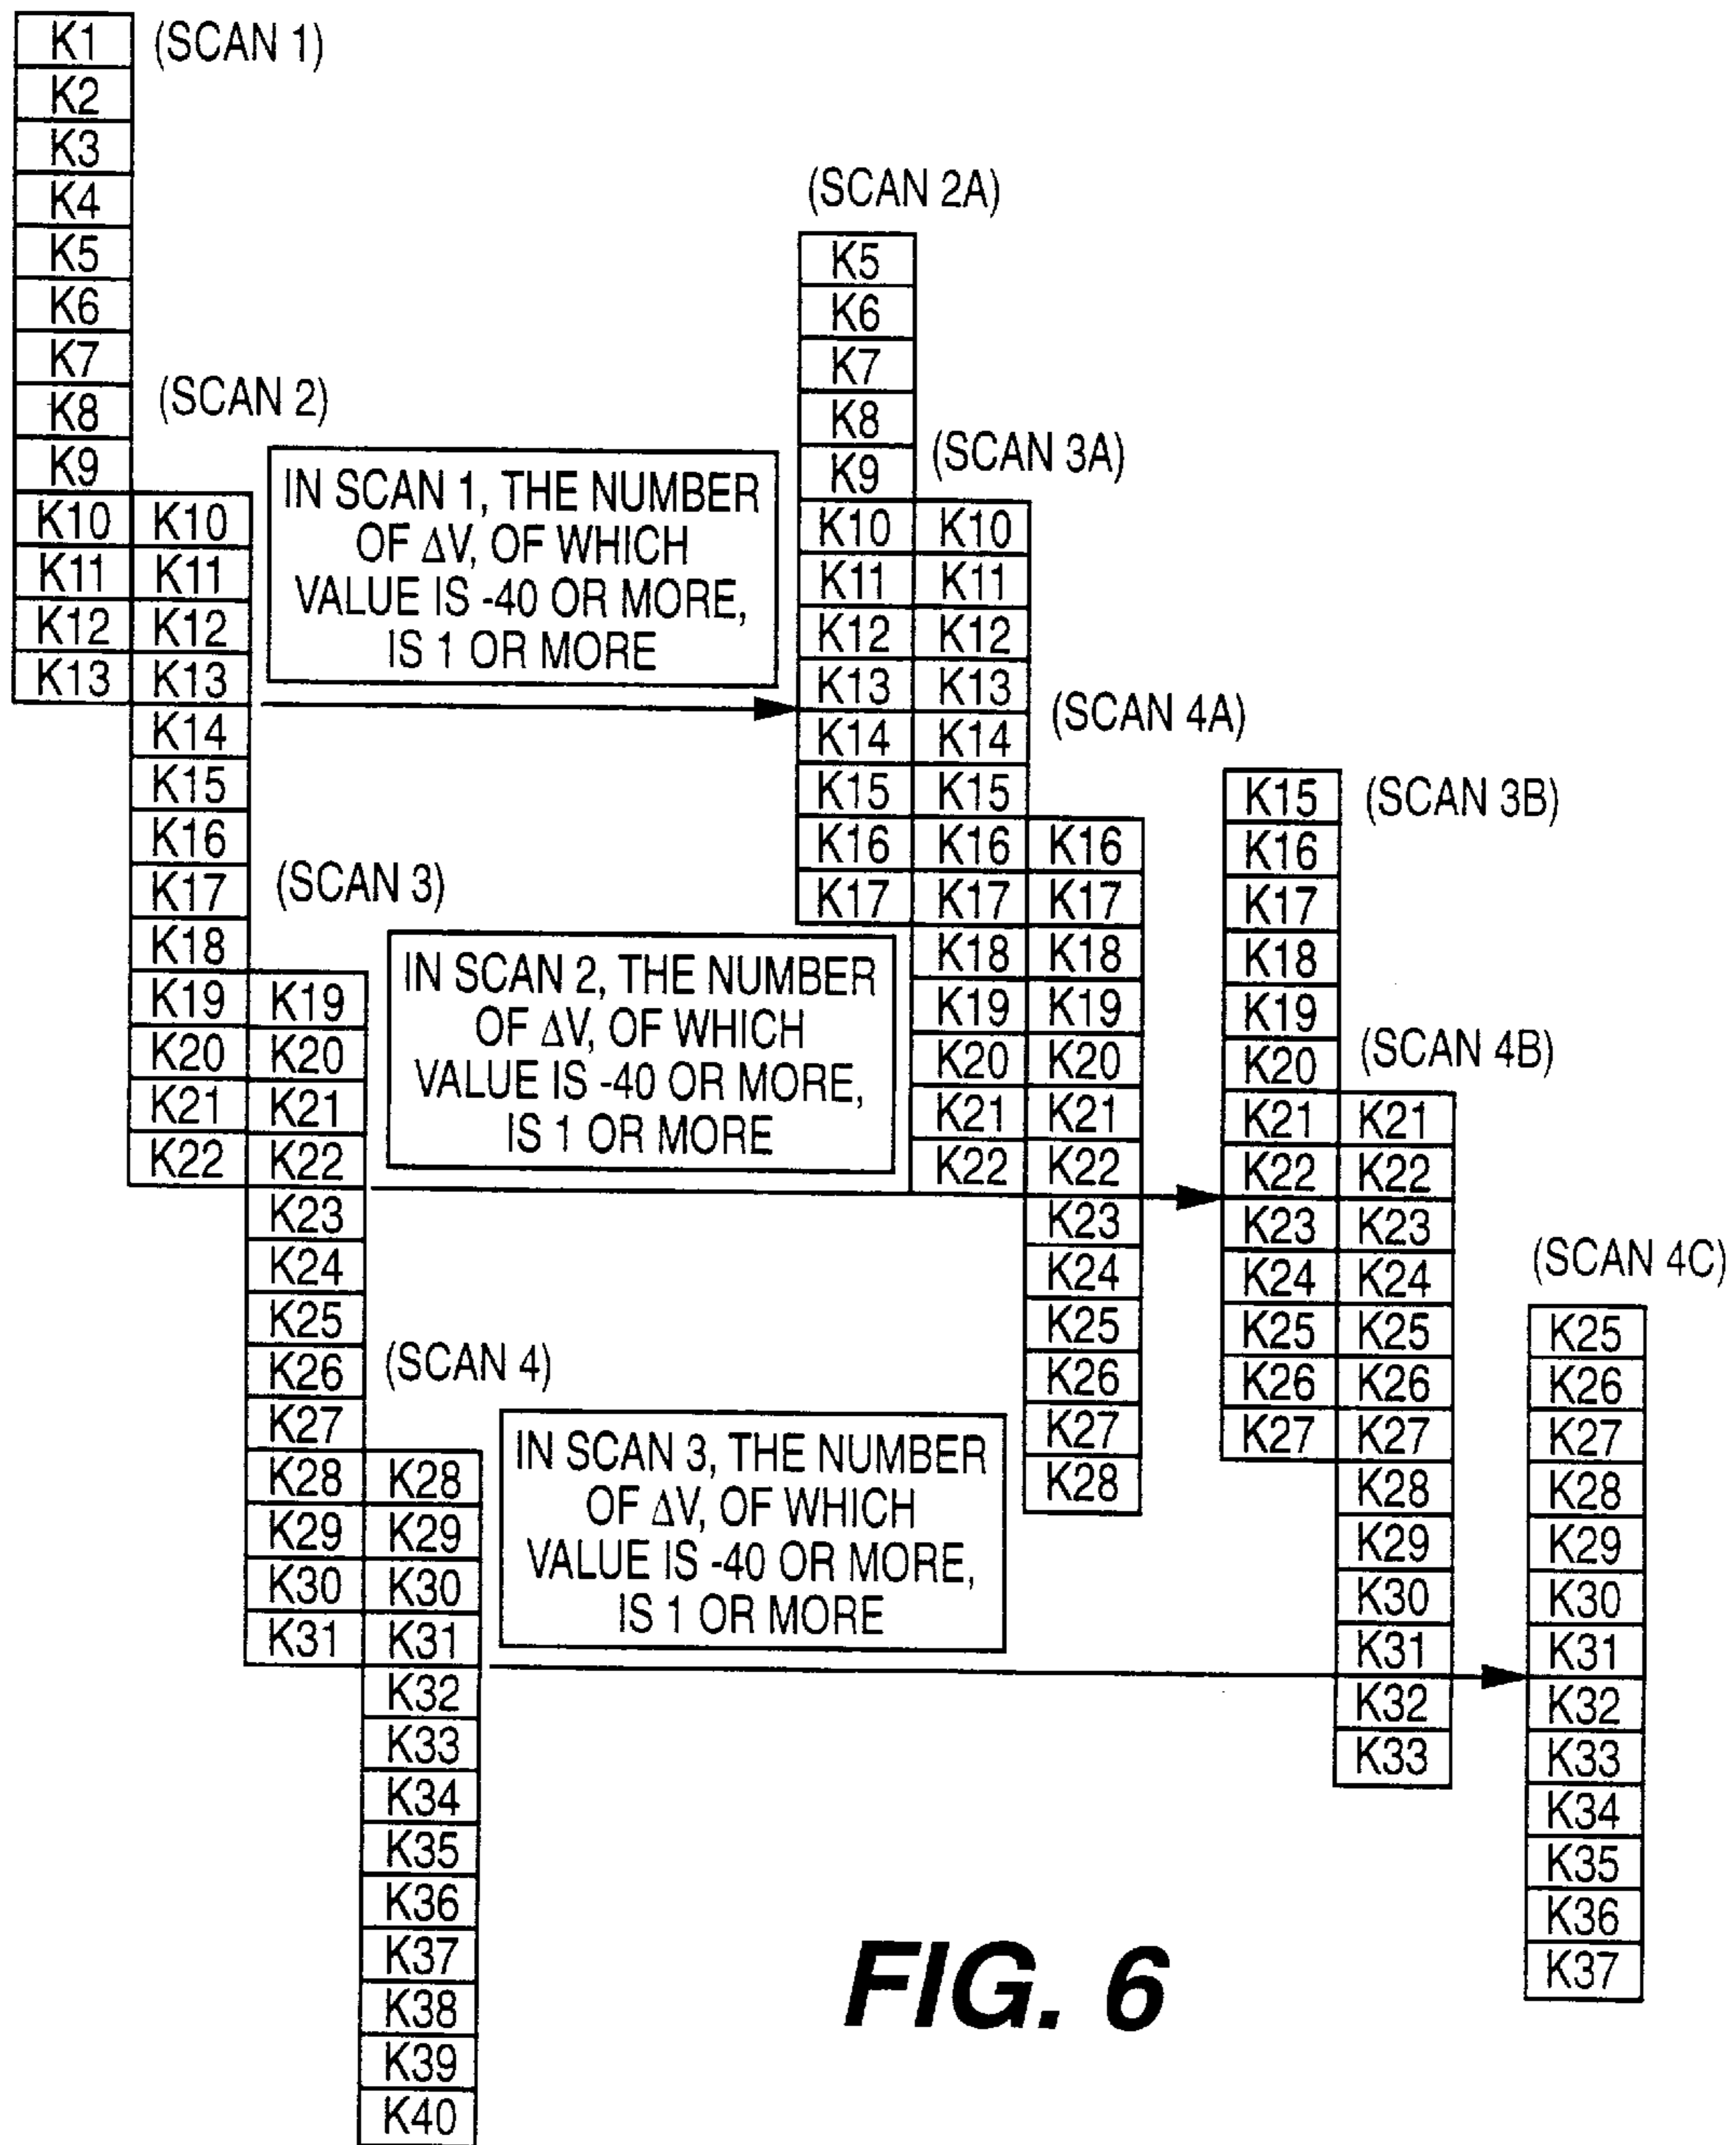 (SCAN 1)
K1
K2
K3
K4
K5
K6
K7
K8
K9
K10
K11
K12
K13
(SCAN 2)
K10
K11
K12
K13
K14
K15
K16
K17
K18
K19
K20
K21
K22
(SCAN 3)
K19
K20
K21
K22
K23
K24
K25
K26
K27
K28
K29
K30
K31
(SCAN 4)
K28
K29
K30
K31
K32
K33
K34
K35
K36
K37
K38
K39
K40
IN SCAN 1, THE NUMBER
OF ΔV, OF WHICH
VALUE IS -40 OR MORE,
IS 1 OR MORE
IN SCAN 2, THE NUMBER
OF ΔV, OF WHICH
VALUE IS -40 OR MORE,
IS 1 OR MORE
IN SCAN 3, THE NUMBER
OF ΔV, OF WHICH
VALUE IS -40 OR MORE,
IS 1 OR MORE
(SCAN 2A)
K5
K6
K7
K8
K9
K10
K11
K12
K13
K14
K15
K16
K17
(SCAN 3A)
K10
K11
K12
K13
K14
K15
K16
K17
K18
K19
K20
K21
K22
(SCAN 4A)
K16
K17
K18
K19
K20
K21
K22
K23
K24
K25
K26
K27
K28
(SCAN 3B)
K15
K16
K17
K18
K19
K20
K21
K22
K23
K24
K25
K26
K27
(SCAN 4B)
K21
K22
K23
K24
K25
K26
K27
K28
K29
K30
K31
K32
K33
(SCAN 4C)
K25
K26
K27
K28
K29
K30
K31
K32
K33
K34
K35
K36
K37
FIG. 6